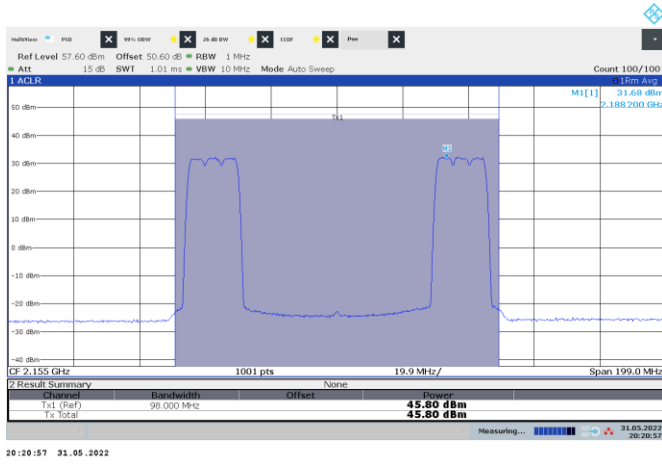 MultiView PSD X 99% OBW X 26 dB BW X CCDF X Pwr X
Ref Level 57.60 dBm Offset 50.60 dB RBW 1 MHz
Att 15 dB SWT 1.01 ms VBW 10 MHz Mode Auto Sweep Count 100/100
1 ACLR 1Rm Avg
M1[1] 31.68 dBm
2.188 200 GHz
50 dBm
Tx1
40 dBm
M1
30 dBm
20 dBm
10 dBm
0 dBm
-10 dBm
-20 dBm
-30 dBm
-40 dBm
CF 2.155 GHz 1001 pts 19.9 MHz/ Span 199.0 MHz
2 Result Summary None
Channel Bandwidth Offset Power
Tx1 (Ref) 98.000 MHz 45.80 dBm
Tx Total 45.80 dBm
Measuring... 31.05.2022
20:20:57
20:20:57 31.05.2022